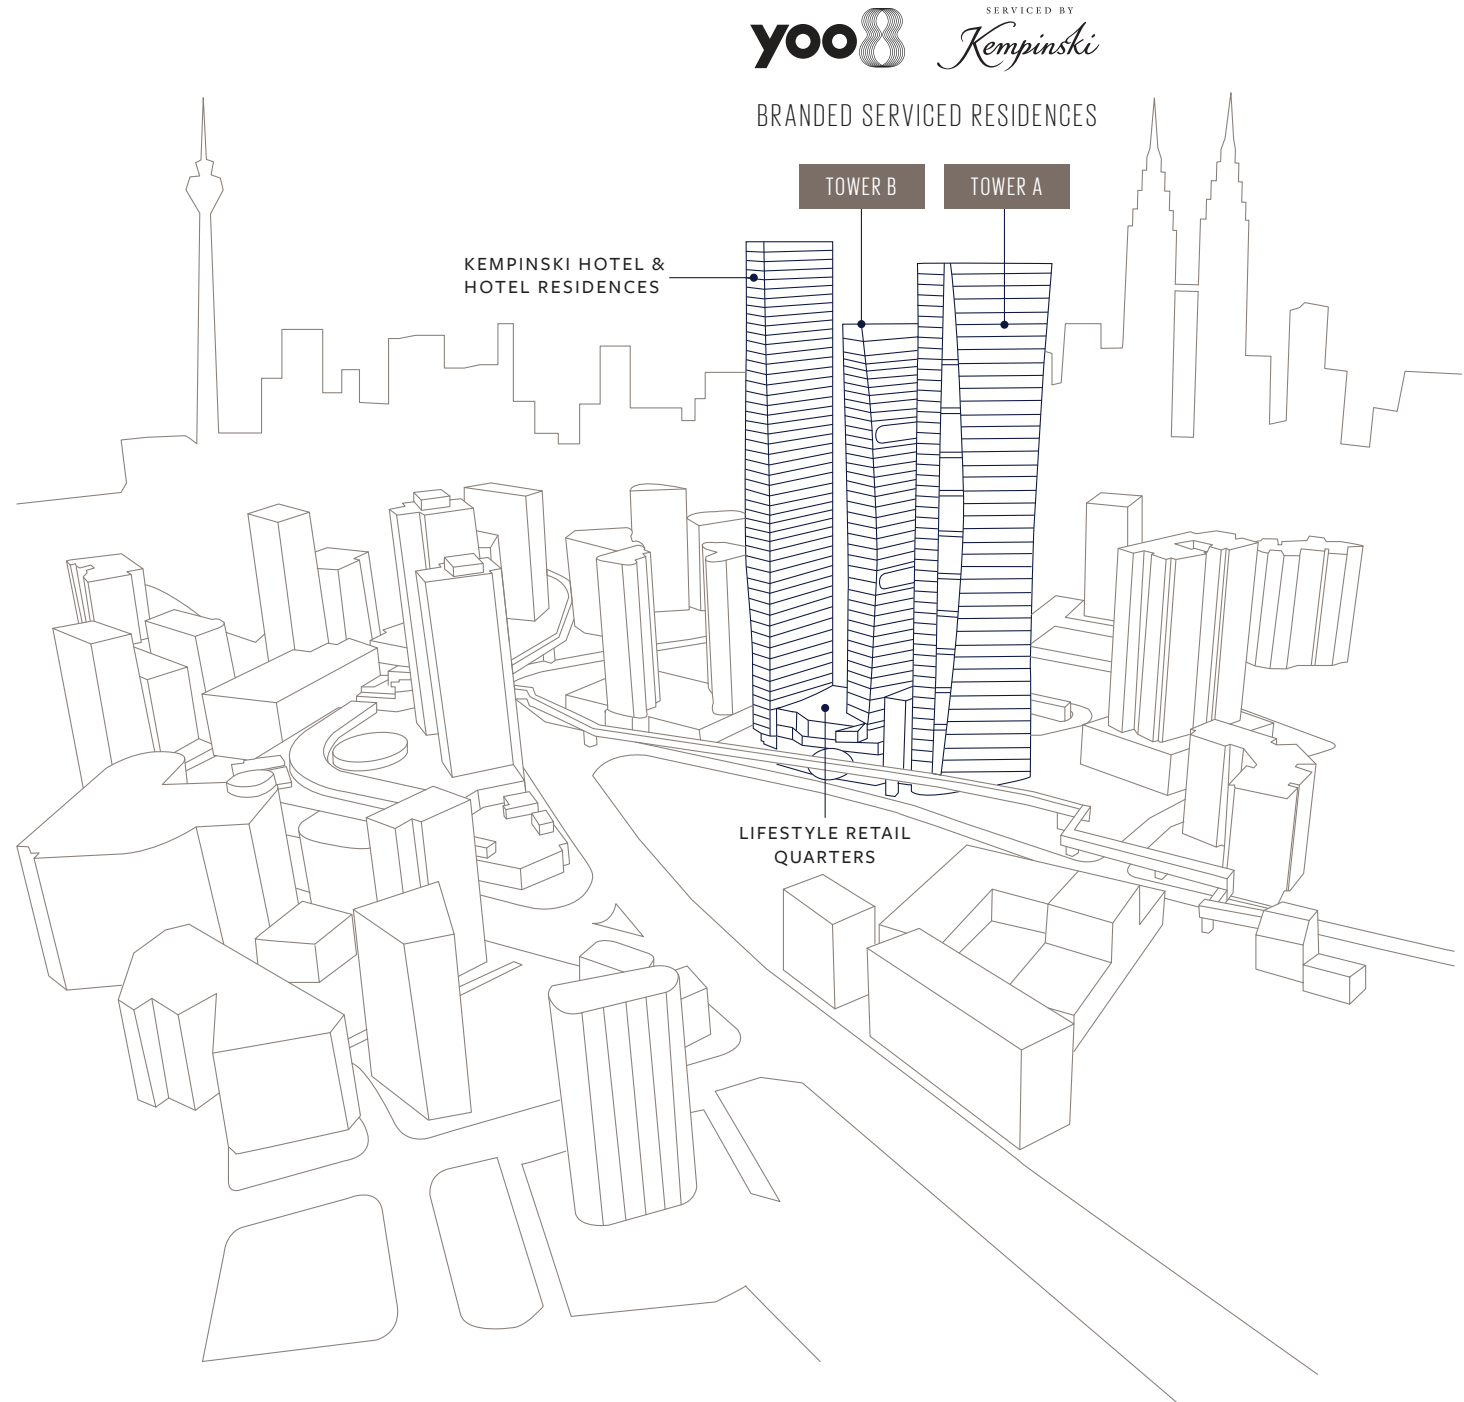 yoo8
SERVICED BY
Kempinski
BRANDED SERVICED RESIDENCES
TOWER B
TOWER A
KEMPINSKI HOTEL &
HOTEL RESIDENCES
LIFESTYLE RETAIL
QUARTERS